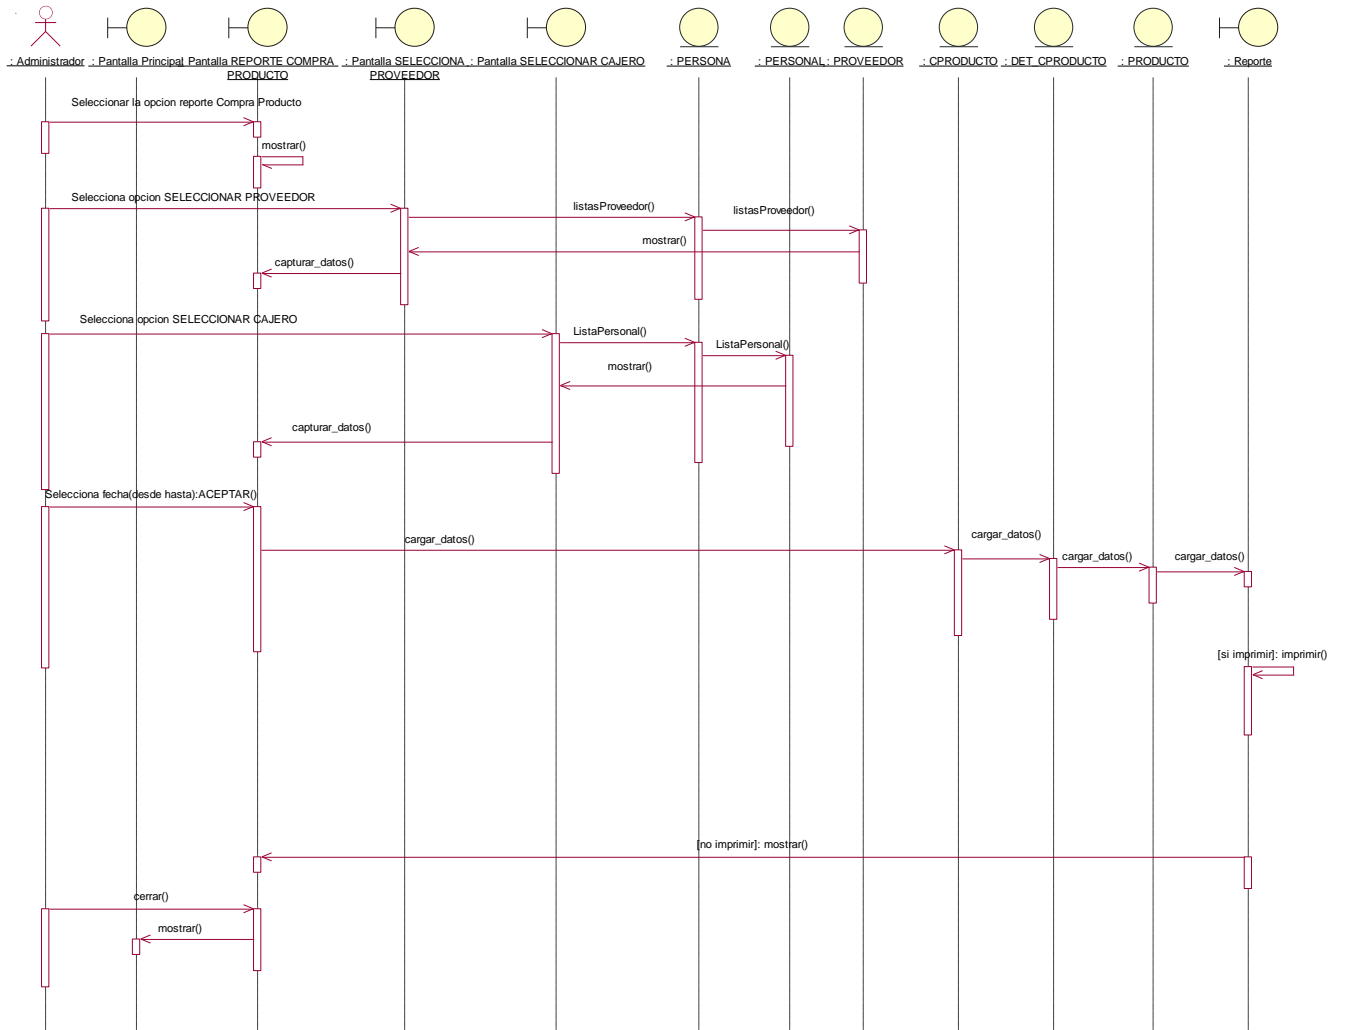 : Administrador
: Pantalla Principal
: Pantalla REPORTE COMPRA
PRODUCTO
: Pantalla SELECCIONA
PROVEEDOR
: Pantalla SELECCIONAR CAJERO
: PERSONA
: PERSONAL
: PROVEEDOR
: CPRODUCTO
: DET_CPRODUCTO
: PRODUCTO
: Reporte
Seleccionar la opcion reporte Compra Producto
mostrar()
Selecciona opcion SELECCIONAR PROVEEDOR
listasProveedor()
listasProveedor()
mostrar()
capturar_datos()
Selecciona opcion SELECCIONAR CAJERO
ListaPersonal()
ListaPersonal()
mostrar()
capturar_datos()
Selecciona fecha(desde hasta):ACEPTAR()
cargar_datos()
cargar_datos()
cargar_datos()
cargar_datos()
[si imprimir]: imprimir()
[no imprimir]: mostrar()
cerrar()
mostrar()